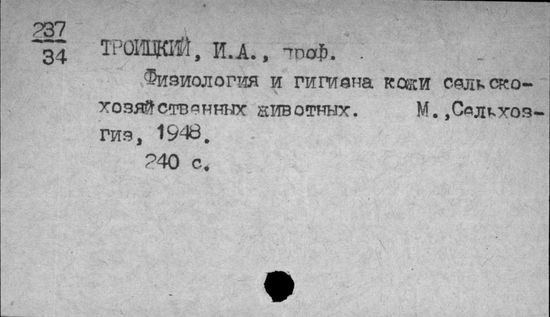 237
34
ТРОИЦКИЙ, И.А., проф.
Физиология и гигиена кожи сельско-
хозяйственных животных. М.,Сельхоз-
гиз, 1948.
240 с.